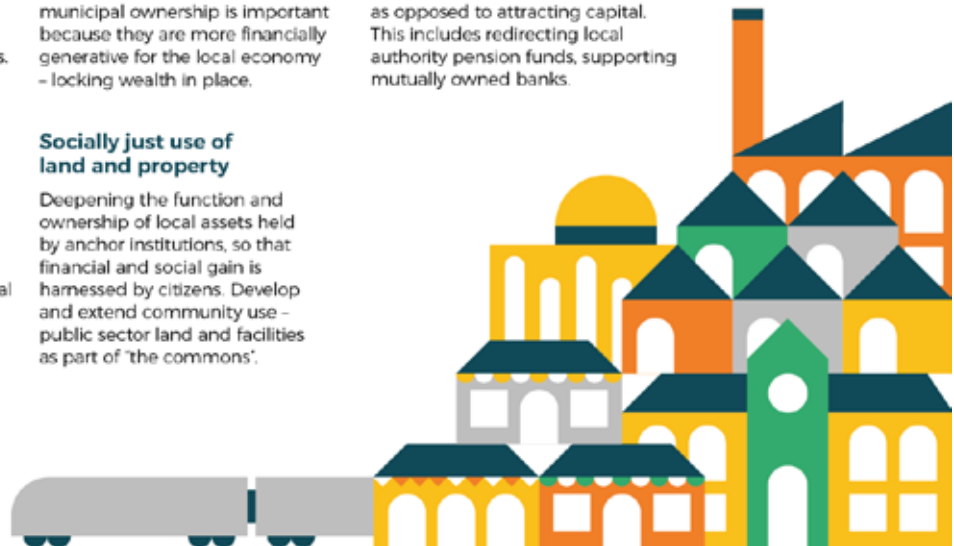 s.
al
municipal ownership is important
because they are more financially
generative for the local economy
– locking wealth in place.
Socially just use of
land and property
Deepening the function and
ownership of local assets held
by anchor institutions, so that
financial and social gain is
harnessed by citizens. Develop
and extend community use –
public sector land and facilities
as part of “the commons”.
as opposed to attracting capital.
This includes redirecting local
authority pension funds, supporting
mutually owned banks.